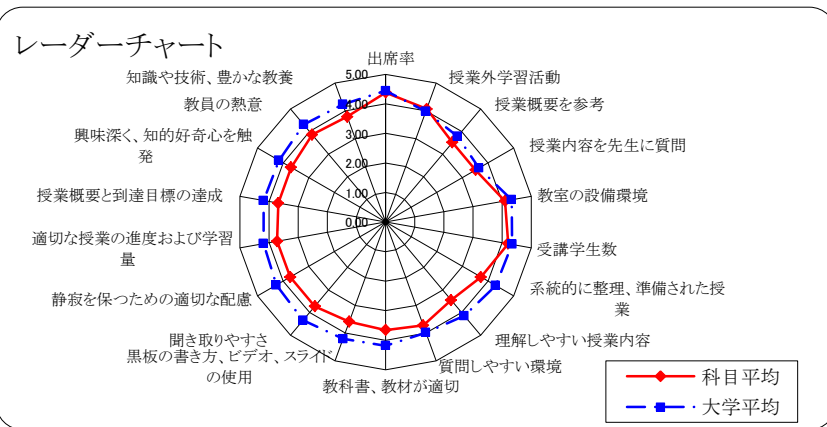 レーダーチャート
出席率
授業外学習活動
授業概要を参考
授業内容を先生に質問
教室の設備環境
受講学生数
系統的に整理、準備された授
業
理解しやすい授業内容
質問しやすい環境
教科書、教材が適切
黒板の書き方、ビデオ、スライド
の使用
聞き取りやすさ
静寂を保つための適切な配慮
適切な授業の進度および学習
量
授業概要と到達目標の達成
興味深く、知的好奇心を触
発
教員の熱意
知識や技術、豊かな教養
5.00
4.00
3.00
2.00
1.00
0.00
科目平均
大学平均